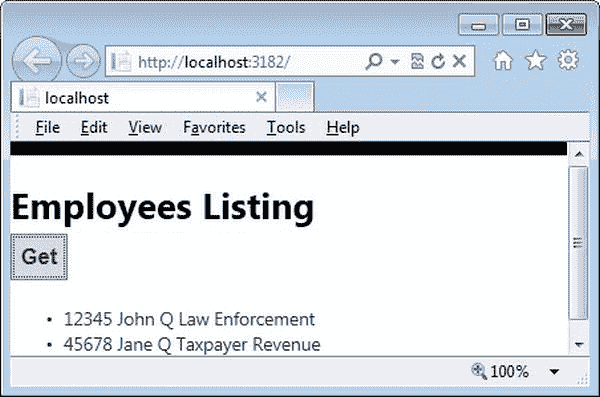 http://localhost:3182/
localhost
File Edit View Favorites Tools Help
Employees Listing
Get
• 12345 John Q Law Enforcement
• 45678 Jane Q Taxpayer Revenue
100%